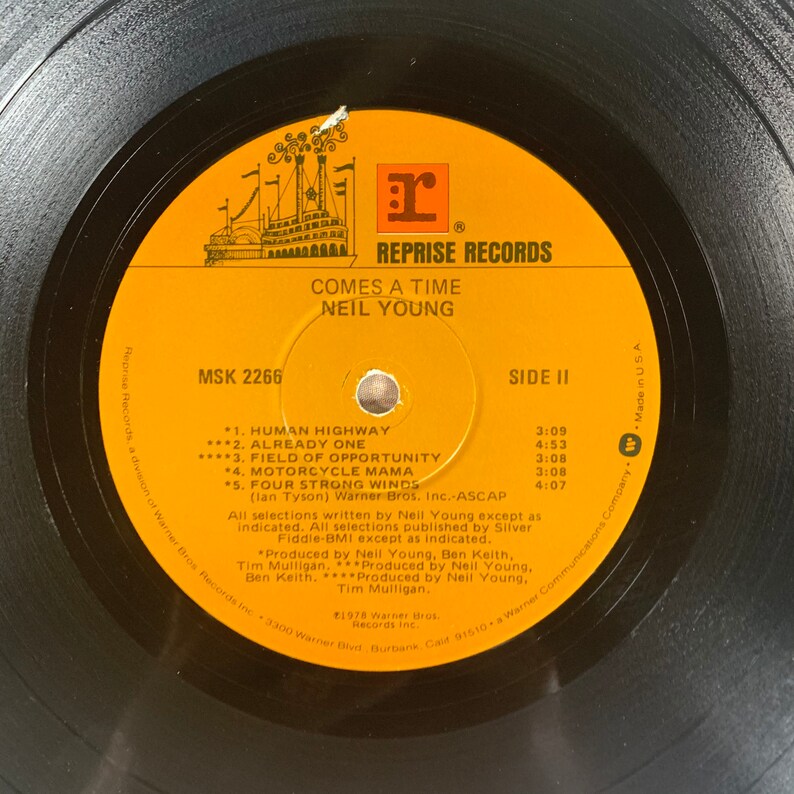 r
®
REPRISE RECORDS
COMES A TIME
NEIL YOUNG
MSK 2266
SIDE II
*1. HUMAN HIGHWAY 3:09
***2. ALREADY ONE 4:53
****3. FIELD OF OPPORTUNITY 3:08
*4. MOTORCYCLE MAMA 3:08
*5. FOUR STRONG WINDS 4:07
(Ian Tyson) Warner Bros. Inc.-ASCAP
All selections written by Neil Young except as
indicated. All selections published by Silver
Fiddle-BMI except as indicated.
*Produced by Neil Young, Ben Keith,
Tim Mulligan. ***Produced by Neil Young,
Ben Keith. ****Produced by Neil Young,
Tim Mulligan.
℗1978 Warner Bros.
Records Inc.
Reprise Records, a division of Warner Bros. Records Inc. • 3300 Warner Blvd., Burbank, Calif. 91510 • a Warner Communications Company • Made in U.S.A.